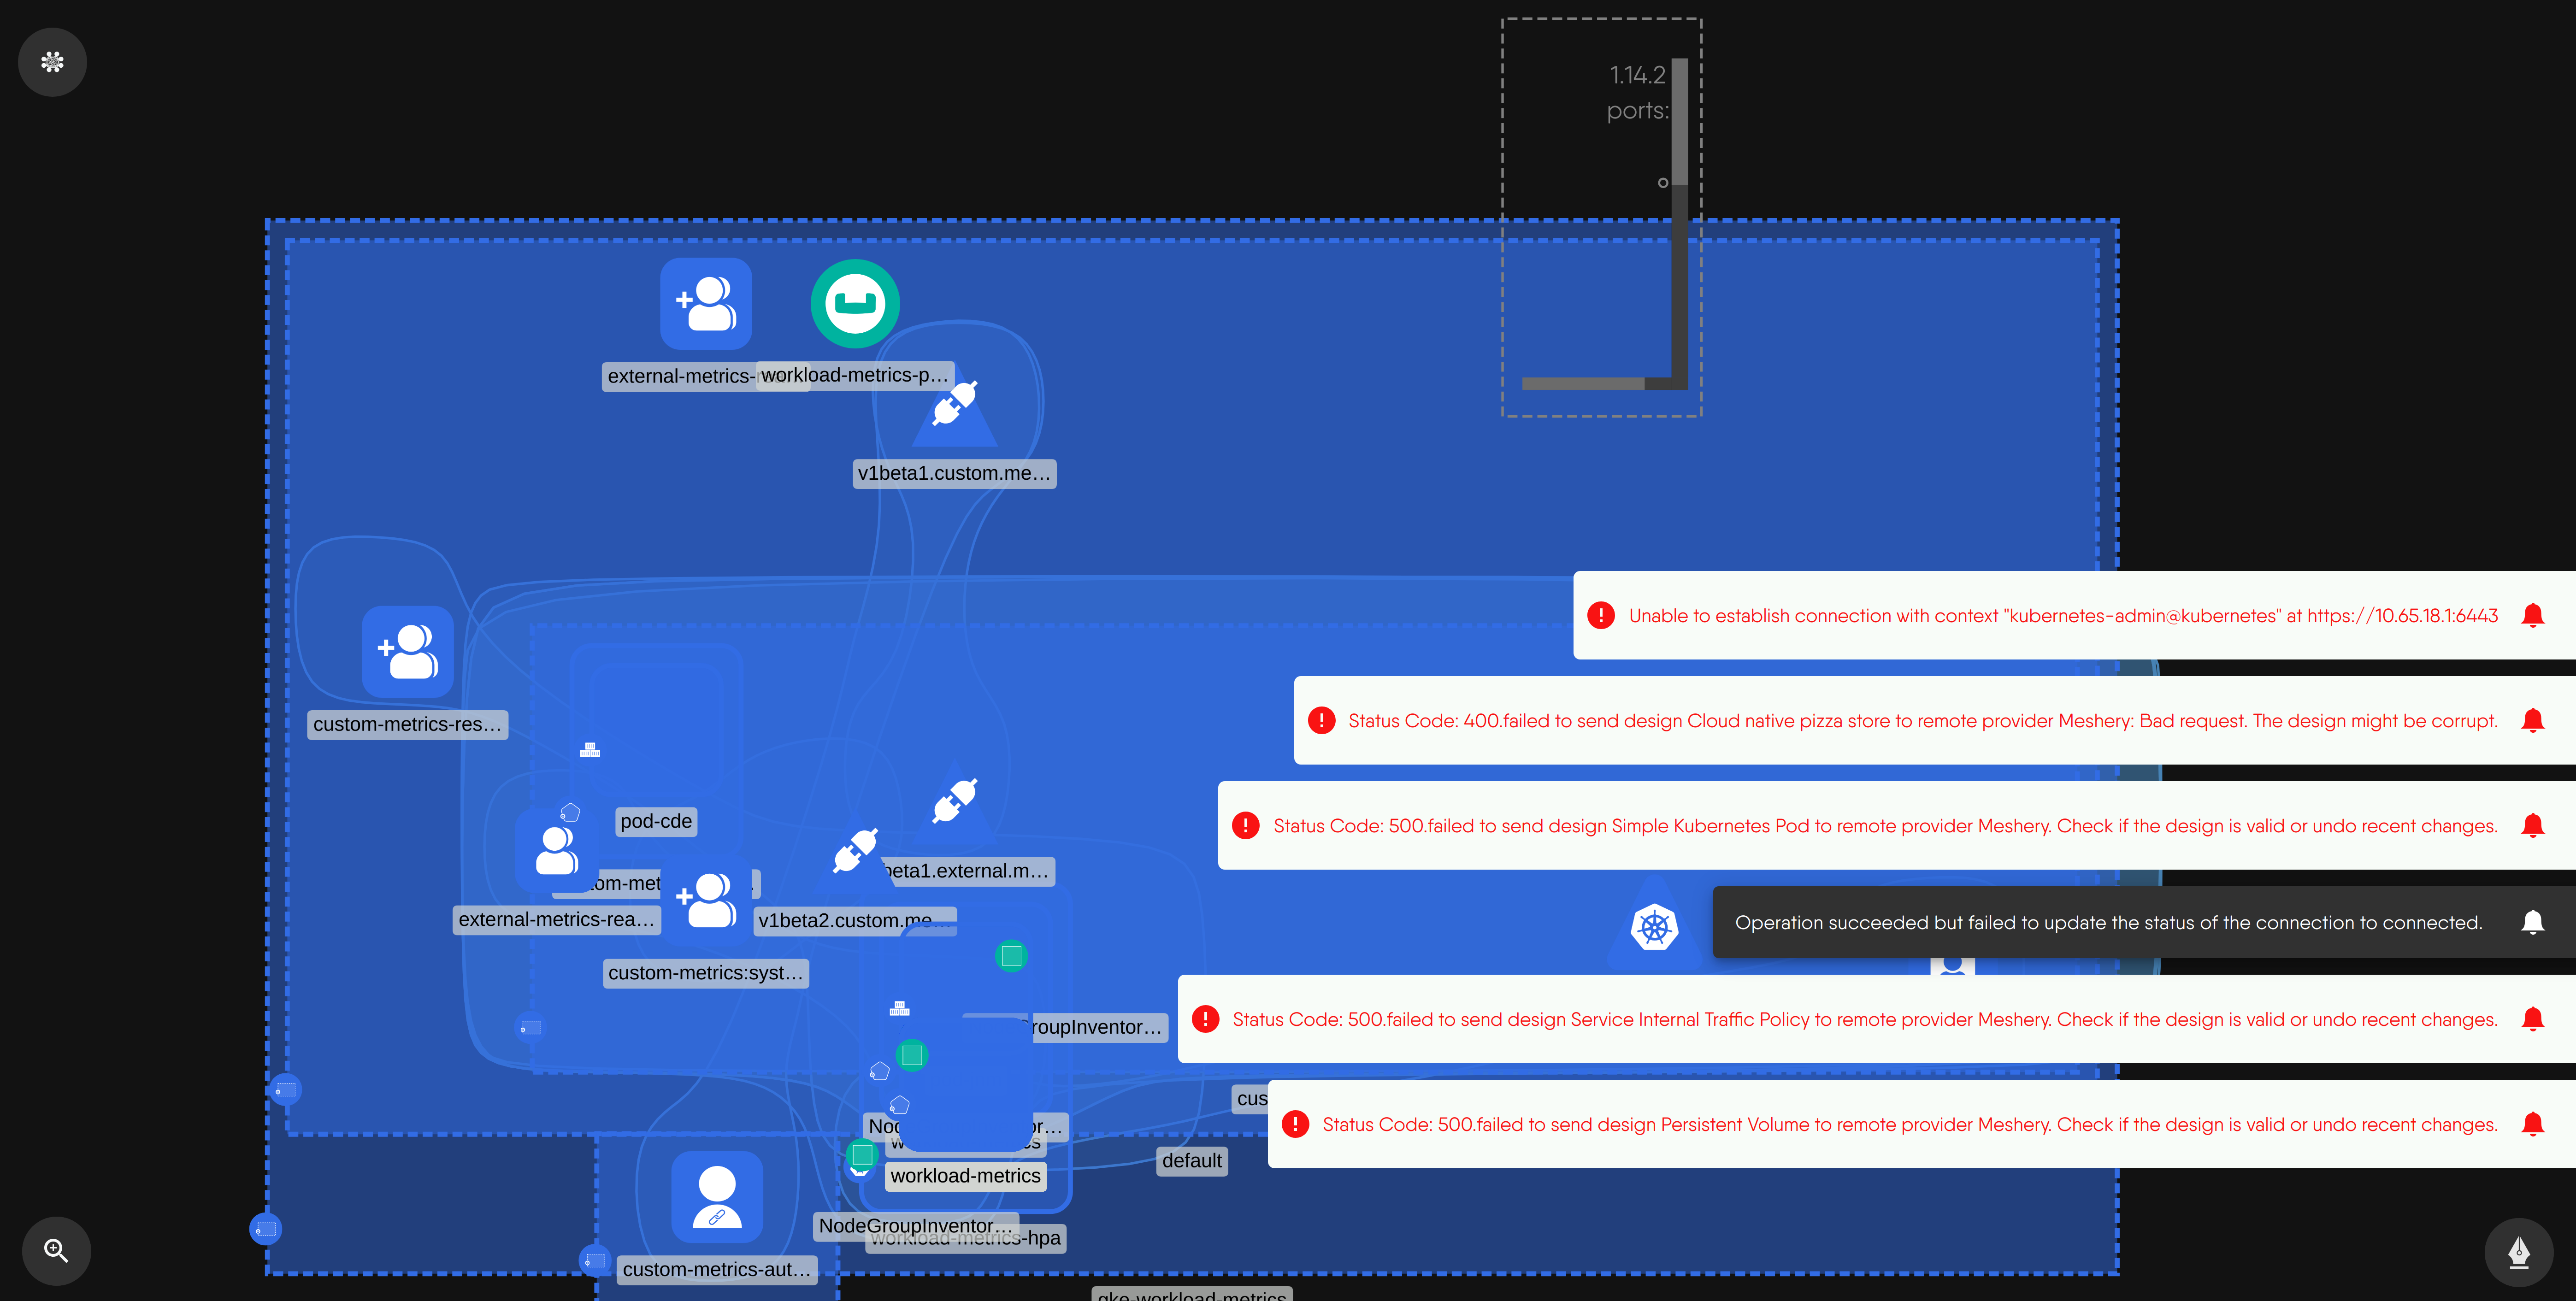 1.14.2
ports:
external-metrics-
workload-metrics-p…
v1beta1.custom.me…
Unable to establish connection with context "kubernetes-admin@kubernetes" at https://10.65.18.1:6443
custom-metrics-res…
Status Code: 400.failed to send design Cloud native pizza store to remote provider Meshery: Bad request. The design might be corrupt.
pod-cde
Status Code: 500.failed to send design Simple Kubernetes Pod to remote provider Meshery. Check if the design is valid or undo recent changes.
beta1.external.m…
om-met
external-metrics-rea…
v1beta2.custom.me…
Operation succeeded but failed to update the status of the connection to connected.
custom-metrics:syst…
roupInventor…
Status Code: 500.failed to send design Service Internal Traffic Policy to remote provider Meshery. Check if the design is valid or undo recent changes.
cus
Status Code: 500.failed to send design Persistent Volume to remote provider Meshery. Check if the design is valid or undo recent changes.
default
workload-metrics
NodeGroupInventor…
workload-metrics-hpa
custom-metrics-aut…
gke-workload-metrics